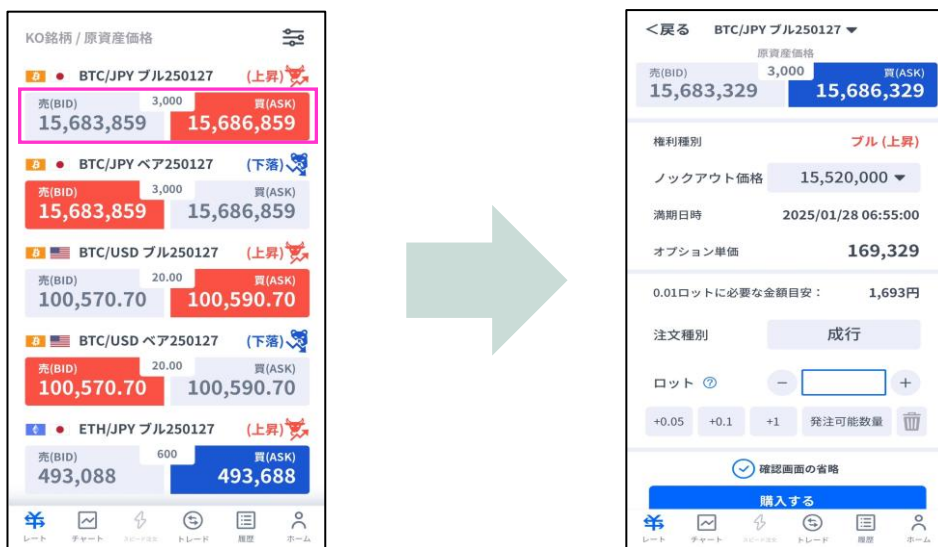 KO銘柄 / 原資産価格
BTC/JPY ブル250127 (上昇)
売(BID) 3,000 買(ASK)
15,683,859 15,686,859
BTC/JPY ベア250127 (下落)
売(BID) 3,000 買(ASK)
15,683,859 15,686,859
BTC/USD ブル250127 (上昇)
売(BID) 20.00 買(ASK)
100,570.70 100,590.70
BTC/USD ベア250127 (下落)
売(BID) 20.00 買(ASK)
100,570.70 100,590.70
ETH/JPY ブル250127 (上昇)
売(BID) 600 買(ASK)
493,088 493,688
レート チャート スピード注文 トレード 履歴 ホーム
<戻る BTC/JPY ブル250127 ▼
原資産価格
売(BID) 3,000 買(ASK)
15,683,329 15,686,329
権利種別 ブル (上昇)
ノックアウト価格 15,520,000 ▼
満期日時 2025/01/28 06:55:00
オプション単価 169,329
0.01ロットに必要な金額目安： 1,693円
注文種別 成行
ロット ? − +
+0.05 +0.1 +1 発注可能数量
確認画面の省略
購入する
レート チャート スピード注文 トレード 履歴 ホーム